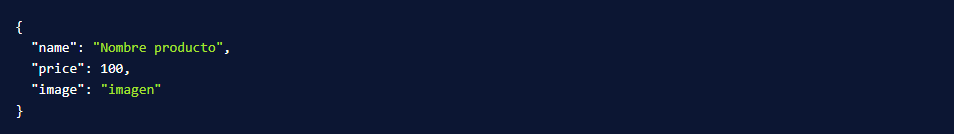 {
  "name": "Nombre producto",
  "price": 100,
  "image": "imagen"
}